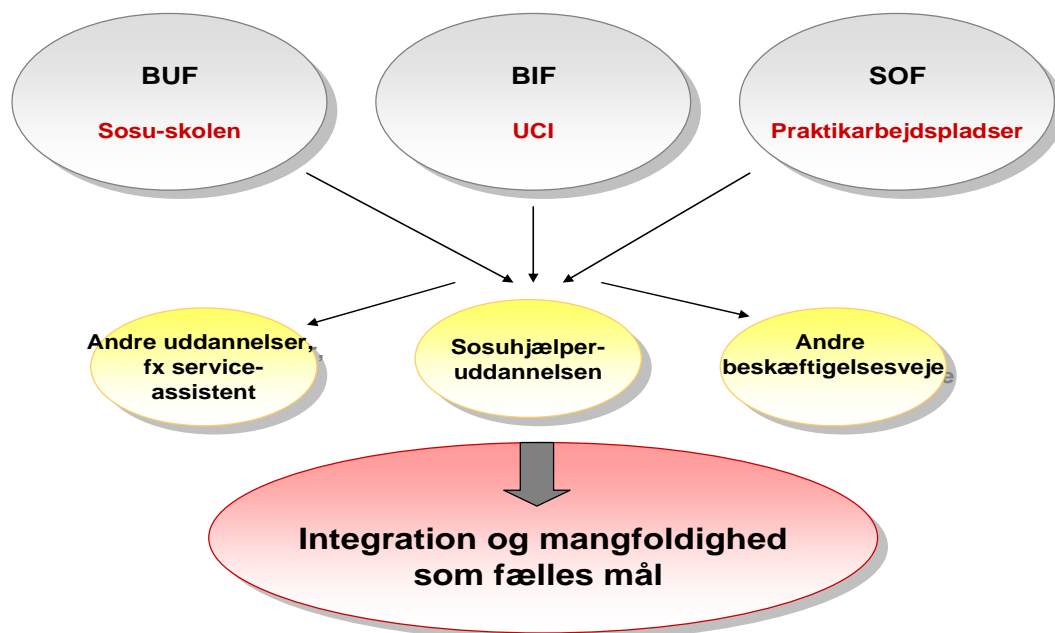 BUF
Sosu-skolen
BIF
UCI
SOF
Praktikarbejdspladser
Andre uddannelser,
fx service-
assistent
Sosuhjælper-
uddannelsen
Andre
beskæftigelsesveje
Integration og mangfoldighed
som fælles mål